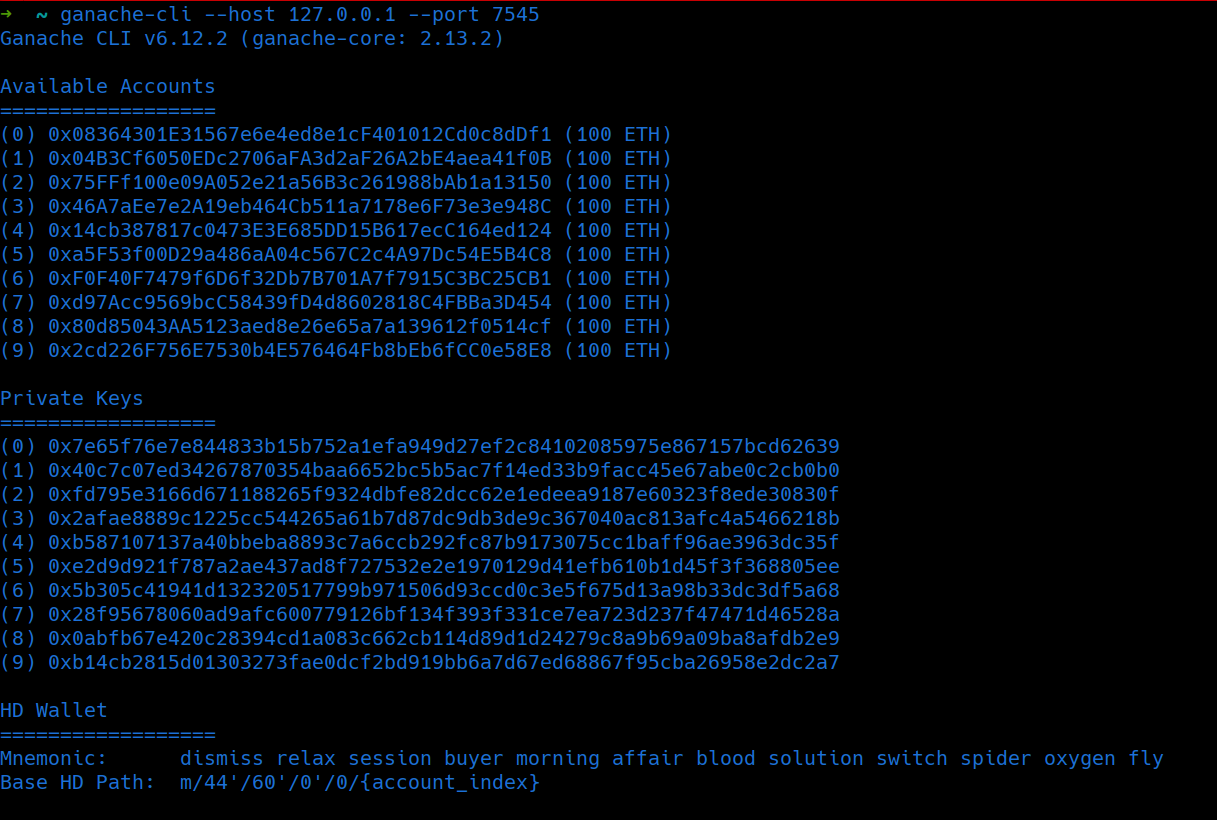 → ~ ganache-cli --host 127.0.0.1 --port 7545
Ganache CLI v6.12.2 (ganache-core: 2.13.2)
Available Accounts
==================
(0) 0x08364301E31567e6e4ed8e1cF401012Cd0c8dDf1 (100 ETH)
(1) 0x04B3Cf6050EDc2706aFA3d2aF26A2bE4aea41f0B (100 ETH)
(2) 0x75FFf100e09A052e21a56B3c261988bAb1a13150 (100 ETH)
(3) 0x46A7aEe7e2A19eb464Cb511a7178e6F73e3e948C (100 ETH)
(4) 0x14cb387817c0473E3E685DD15B617ecC164ed124 (100 ETH)
(5) 0xa5F53f00D29a486aA04c567C2c4A97Dc54E5B4C8 (100 ETH)
(6) 0xF0F40F7479f6D6f32Db7B701A7f7915C3BC25CB1 (100 ETH)
(7) 0xd97Acc9569bcC58439fD4d8602818C4FBBa3D454 (100 ETH)
(8) 0x80d85043AA5123aed8e26e65a7a139612f0514cf (100 ETH)
(9) 0x2cd226F756E7530b4E576464Fb8bEb6fCC0e58E8 (100 ETH)
Private Keys
==================
(0) 0x7e65f76e7e844833b15b752a1efa949d27ef2c84102085975e867157bcd62639
(1) 0x40c7c07ed34267870354baa6652bc5b5ac7f14ed33b9facc45e67abe0c2cb0b0
(2) 0xfd795e3166d671188265f9324dbfe82dcc62e1edeea9187e60323f8ede30830f
(3) 0x2afae8889c1225cc544265a61b7d87dc9db3de9c367040ac813afc4a5466218b
(4) 0xb587107137a40bbeba8893c7a6ccb292fc87b9173075cc1baff96ae3963dc35f
(5) 0xe2d9d921f787a2ae437ad8f727532e2e1970129d41efb610b1d45f3f368805ee
(6) 0x5b305c41941d132320517799b971506d93ccd0c3e5f675d13a98b33dc3df5a68
(7) 0x28f95678060ad9afc600779126bf134f393f331ce7ea723d237f47471d46528a
(8) 0x0abfb67e420c28394cd1a083c662cb114d89d1d24279c8a9b69a09ba8afdb2e9
(9) 0xb14cb2815d01303273fae0dcf2bd919bb6a7d67ed68867f95cba26958e2dc2a7
HD Wallet
==================
Mnemonic:      dismiss relax session buyer morning affair blood solution switch spider oxygen fly
Base HD Path:  m/44'/60'/0'/0/{account_index}